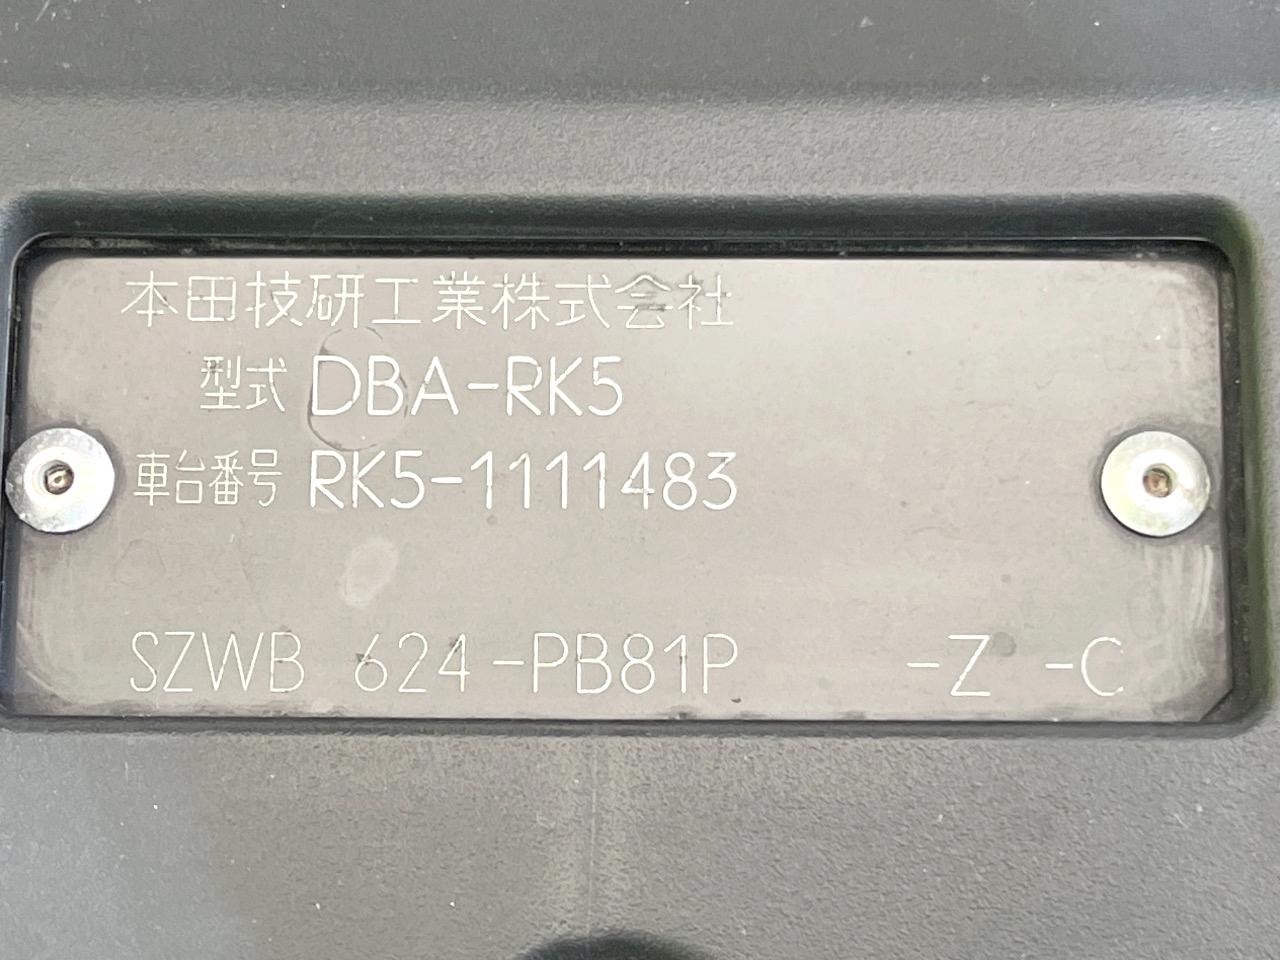 本田技研工業株式会社
型式 DBA-RK5
車台番号 RK5-1111483
SZWB 624-PB81P -Z -C